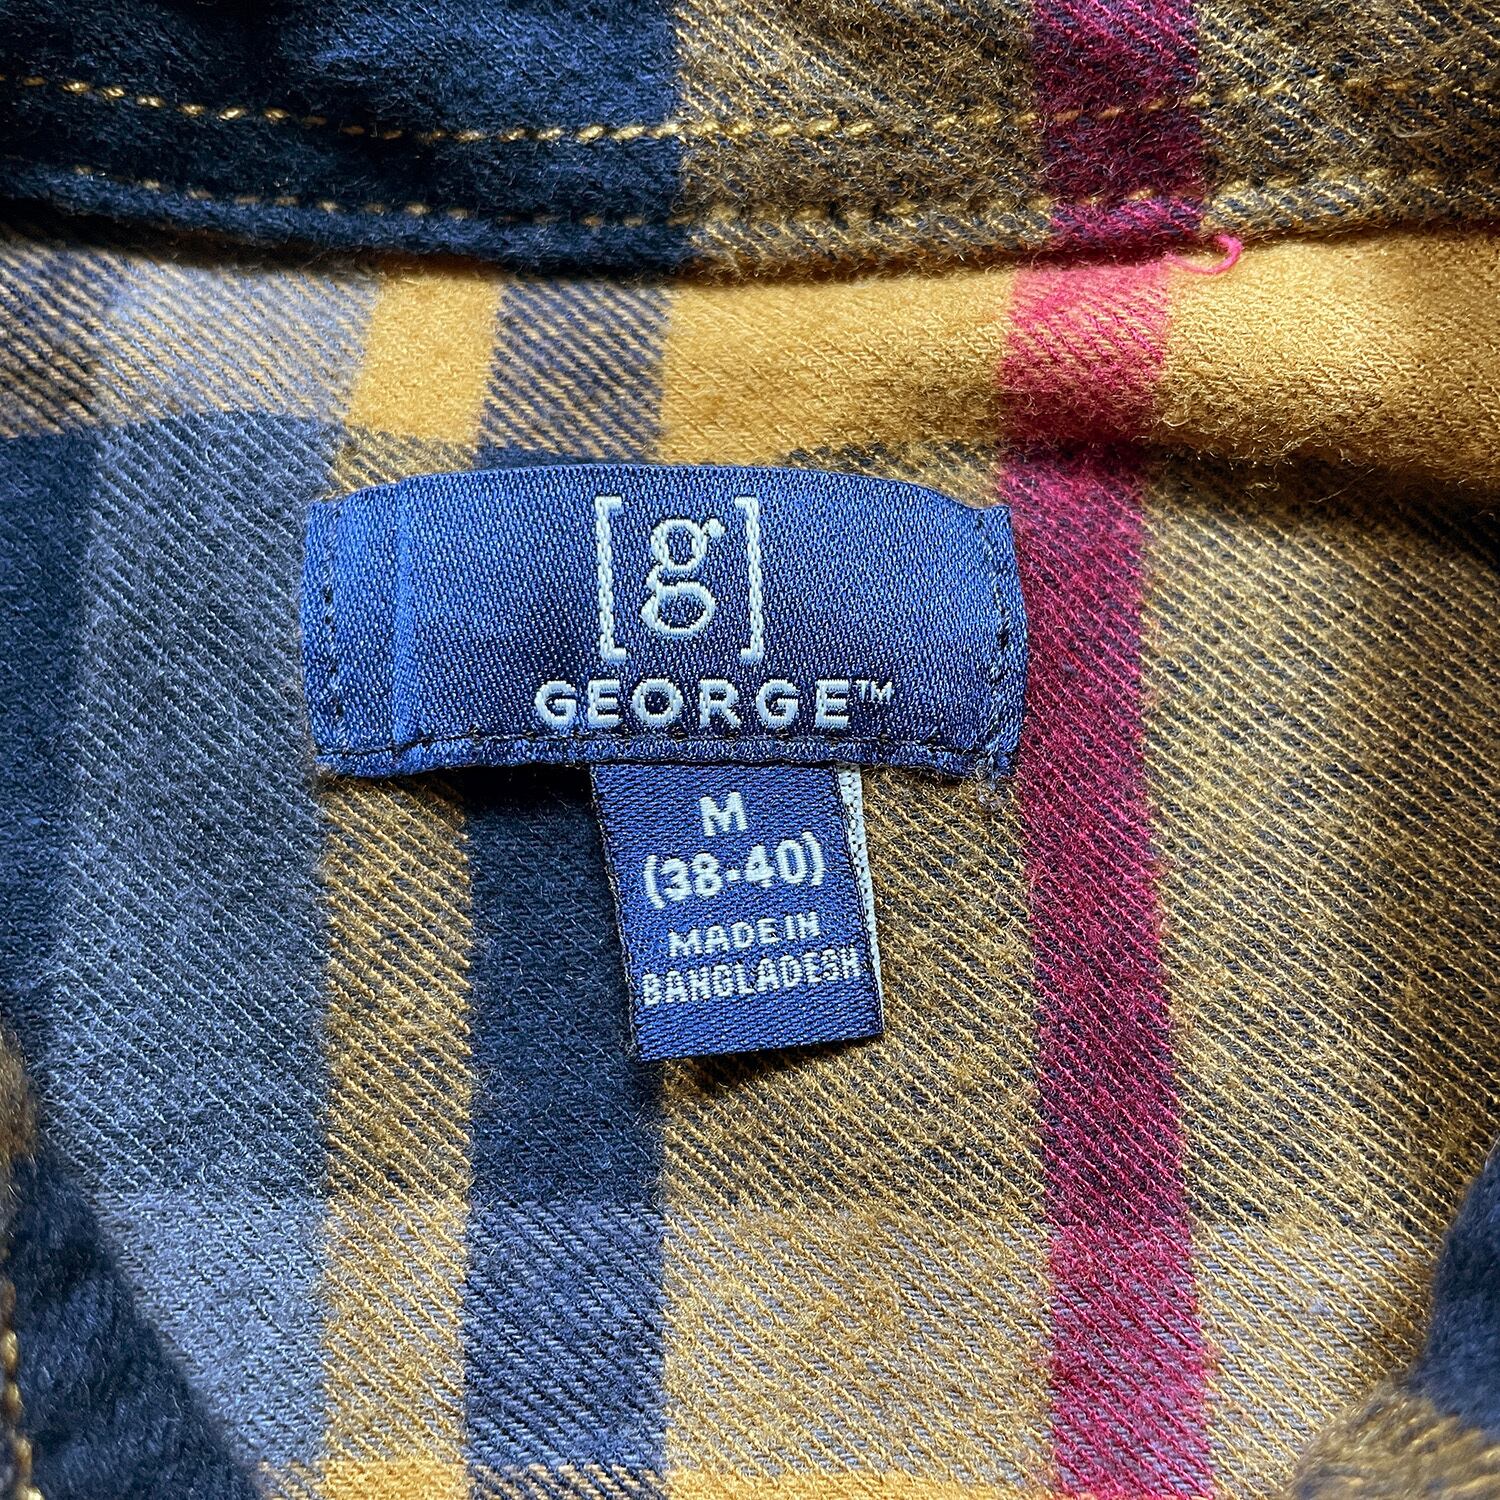 [g]
GEORGE™
M
(38-40)
MADE IN
BANGLADESH